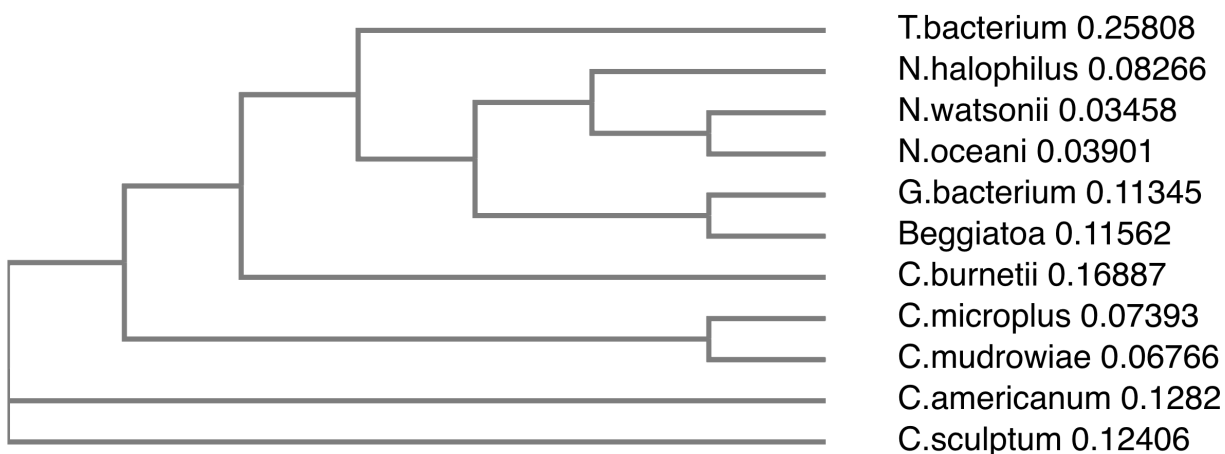 T.bacterium 0.25808
N.halophilus 0.08266
N.watsonii 0.03458
N.oceani 0.03901
G.bacterium 0.11345
Beggiatoa 0.11562
C.burnetii 0.16887
C.microplus 0.07393
C.mudrowiae 0.06766
C.americanum 0.1282
C.sculptum 0.12406